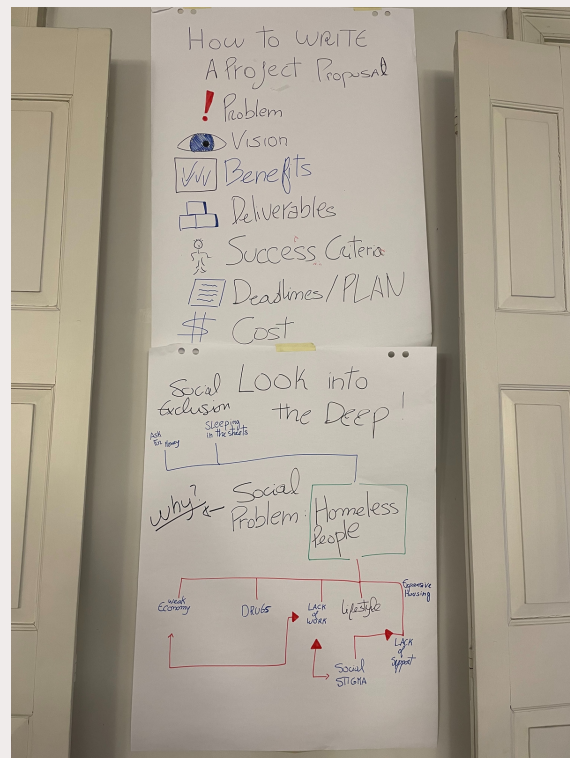 How to WRITE
A Project Proposal
! Problem
Vision
Benefits
Deliverables
Success Critera
Deadlines/PLAN
$ Cost
LOOK into
the Deep!
Social
Exclusion
Ask
For Money
Sleeping
in the streets
Why?
Social
Problem:
Homeless
People
Weak
Economy
DRUGS
LACK
of
WORK
Lifestyle
Expensive
Housing
LACK
of
Support
Social
STIGMA